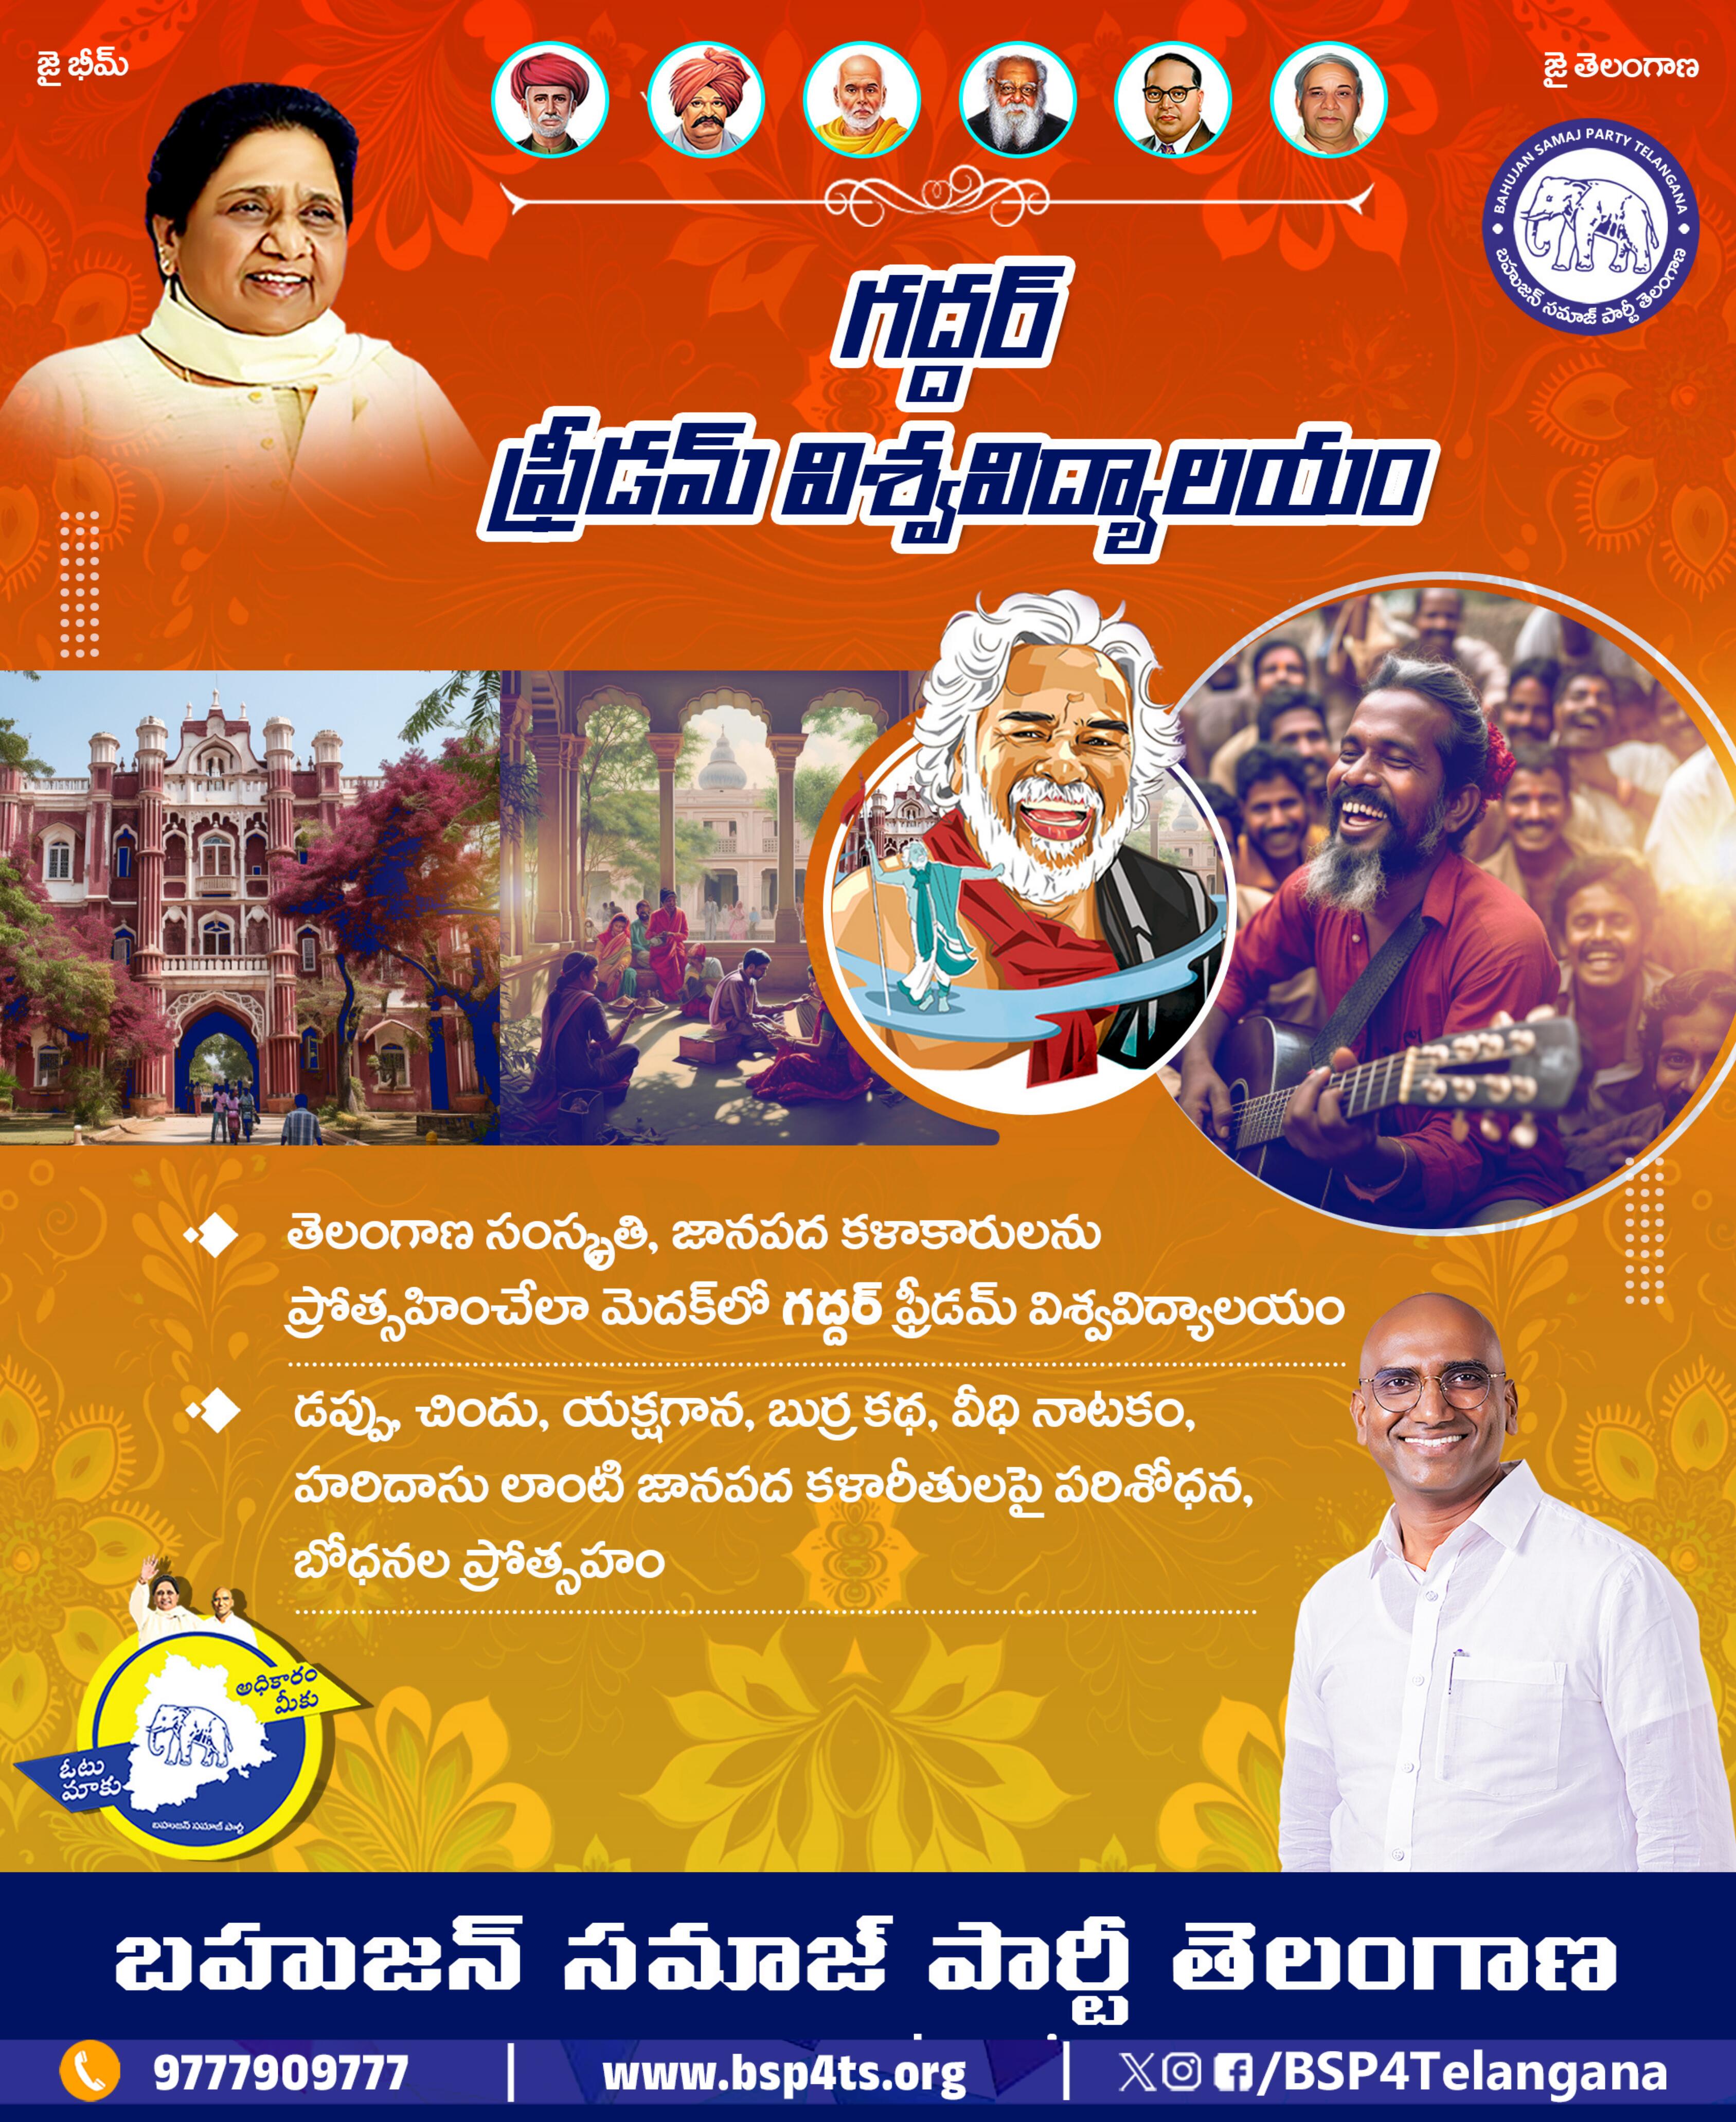 జై భీమ్
జై తెలంగాణ
BAHUJAN SAMAJ PARTY TELANGANA
బహుజన్ సమాజ్ పార్టీ తెలంగాణ
గద్దర్
ఫ్రీడమ్ విశ్వవిద్యాలయం
తెలంగాణ సంస్కృతి, జానపద కళాకారులను
ప్రోత్సహించేలా మెదక్‌లో గద్దర్ ఫ్రీడమ్ విశ్వవిద్యాలయం
డప్పు, చిందు, యక్షగాన, బుర్ర కథ, వీధి నాటకం,
హరిదాసు లాంటి జానపద కళారీతులపై పరిశోధన,
బోధనల ప్రోత్సహం
అధికారం
మీకు
ఓటు
మాకు
బహుజన్ సమాజ్ పార్టీ
బహుజన్ సమాజ్ పార్టీ తెలంగాణ
9777909777 | www.bsp4ts.org | /BSP4Telangana